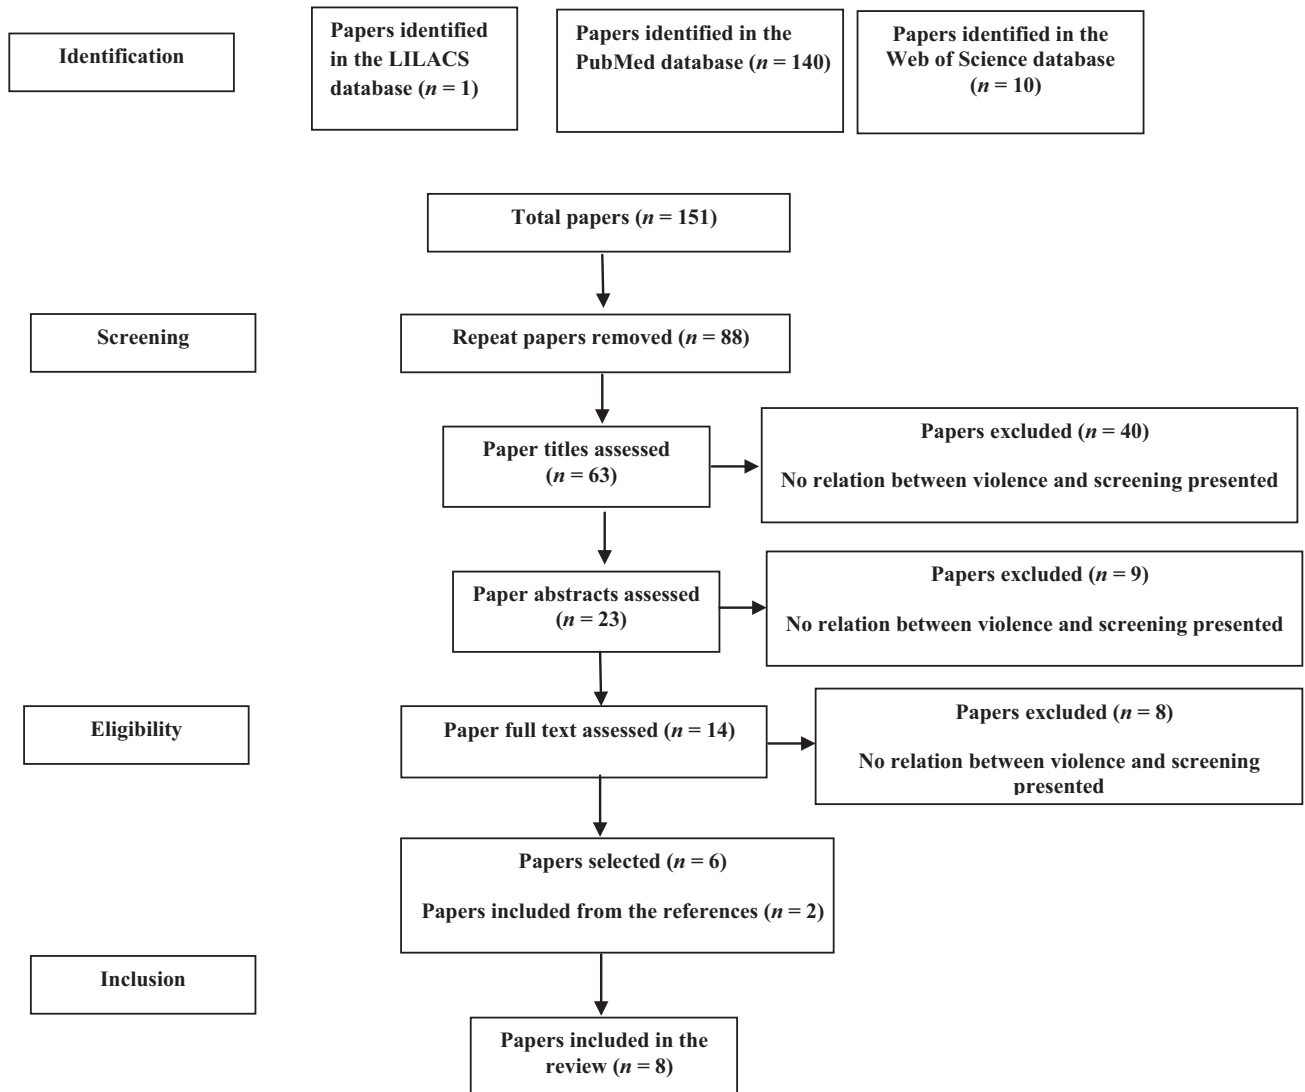 Identification
Papers identified
in the LILACS
database (n = 1)
Papers identified in the
PubMed database (n = 140)
Papers identified in the
Web of Science database
(n = 10)
Total papers (n = 151)
Screening
Repeat papers removed (n = 88)
Paper titles assessed
(n = 63)
Papers excluded (n = 40)
No relation between violence and screening presented
Paper abstracts assessed
(n = 23)
Papers excluded (n = 9)
No relation between violence and screening presented
Eligibility
Paper full text assessed (n = 14)
Papers excluded (n = 8)
No relation between violence and screening
presented
Papers selected (n = 6)
Papers included from the references (n = 2)
Inclusion
Papers included in the
review (n = 8)